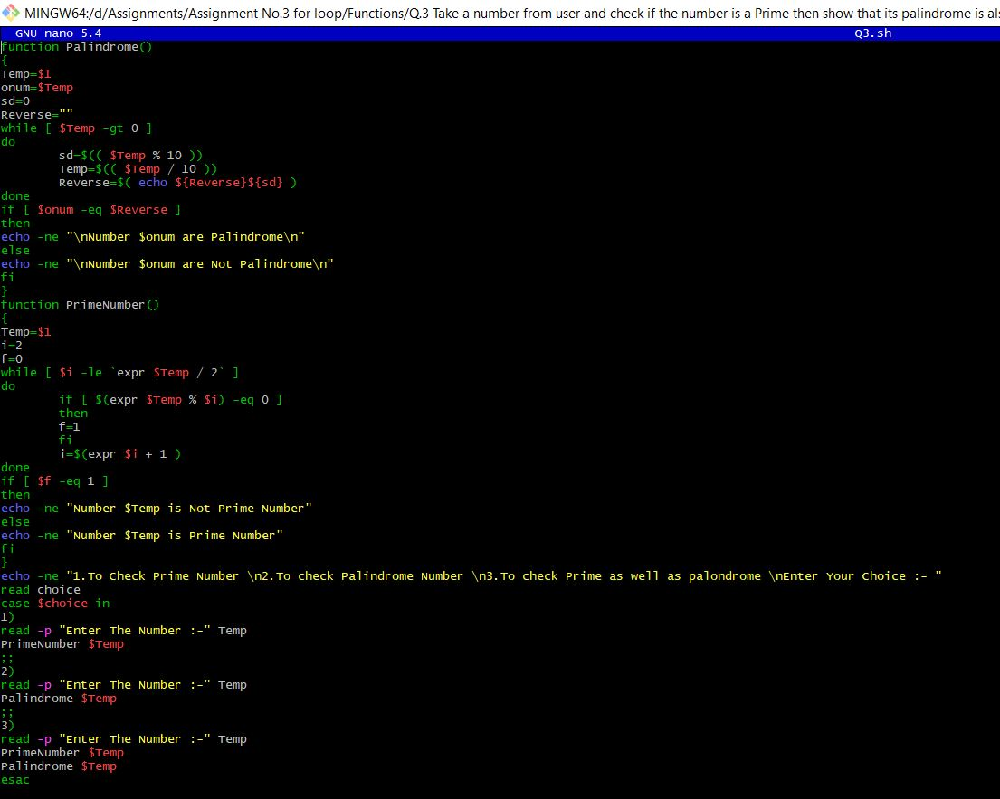 MINGW64:/d/Assignments/Assignment No.3 for loop/Functions/Q.3 Take a number from user and check if the number is a Prime then show that its palindrome is als
GNU nano 5.4 Q3.sh
function Palindrome()
{
Temp=$1
onum=$Temp
sd=0
Reverse=""
while [ $Temp -gt 0 ]
do
        sd=$(( $Temp % 10 ))
        Temp=$(( $Temp / 10 ))
        Reverse=$( echo ${Reverse}${sd} )
done
if [ $onum -eq $Reverse ]
then
echo -ne "\nNumber $onum are Palindrome\n"
else
echo -ne "\nNumber $onum are Not Palindrome\n"
fi
}
function PrimeNumber()
{
Temp=$1
i=2
f=0
while [ $i -le `expr $Temp / 2` ]
do
        if [ $(expr $Temp % $i) -eq 0 ]
        then
        f=1
        fi
        i=$(expr $i + 1 )
done
if [ $f -eq 1 ]
then
echo -ne "Number $Temp is Not Prime Number"
else
echo -ne "Number $Temp is Prime Number"
fi
}
echo -ne "1.To Check Prime Number \n2.To check Palindrome Number \n3.To check Prime as well as palondrome \nEnter Your Choice :- "
read choice
case $choice in
1)
read -p "Enter The Number :-" Temp
PrimeNumber $Temp
;;
2)
read -p "Enter The Number :-" Temp
Palindrome $Temp
;;
3)
read -p "Enter The Number :-" Temp
PrimeNumber $Temp
Palindrome $Temp
esac